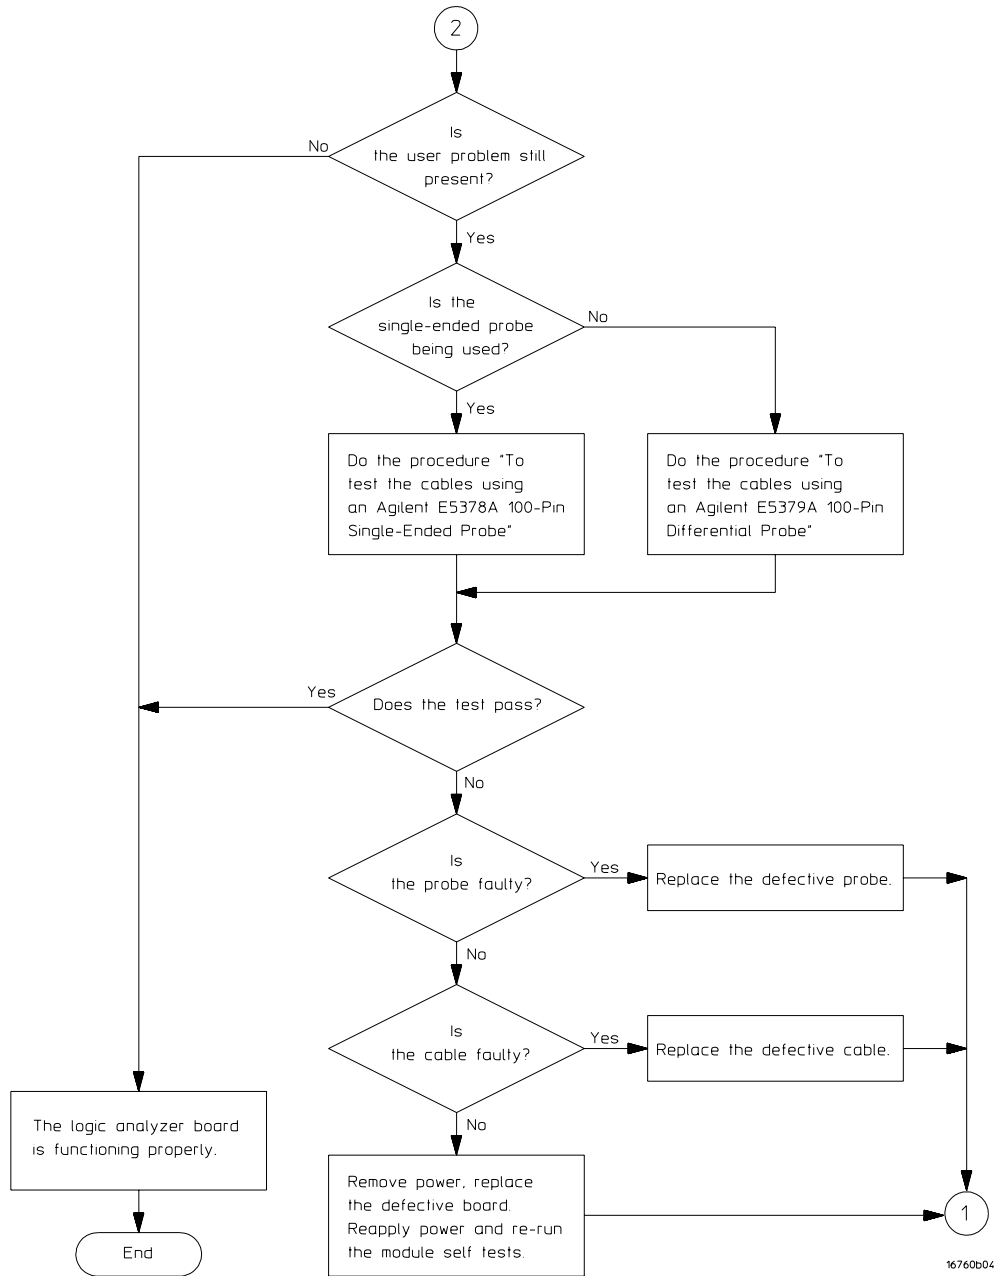 2
Is
the user problem still
present?
No
Yes
Is the
single-ended probe
being used?
No
Yes
Do the procedure "To
test the cables using
an Agilent E5378A 100-Pin
Single-Ended Probe"
Do the procedure "To
test the cables using
an Agilent E5379A 100-Pin
Differential Probe"
Yes
Does the test pass?
No
Is
the probe faulty?
Yes
Replace the defective probe.
No
Is
the cable faulty?
Yes
Replace the defective cable.
No
The logic analyzer board
is functioning properly.
Remove power, replace
the defective board.
Reapply power and re-run
the module self tests.
1
End
16760b04